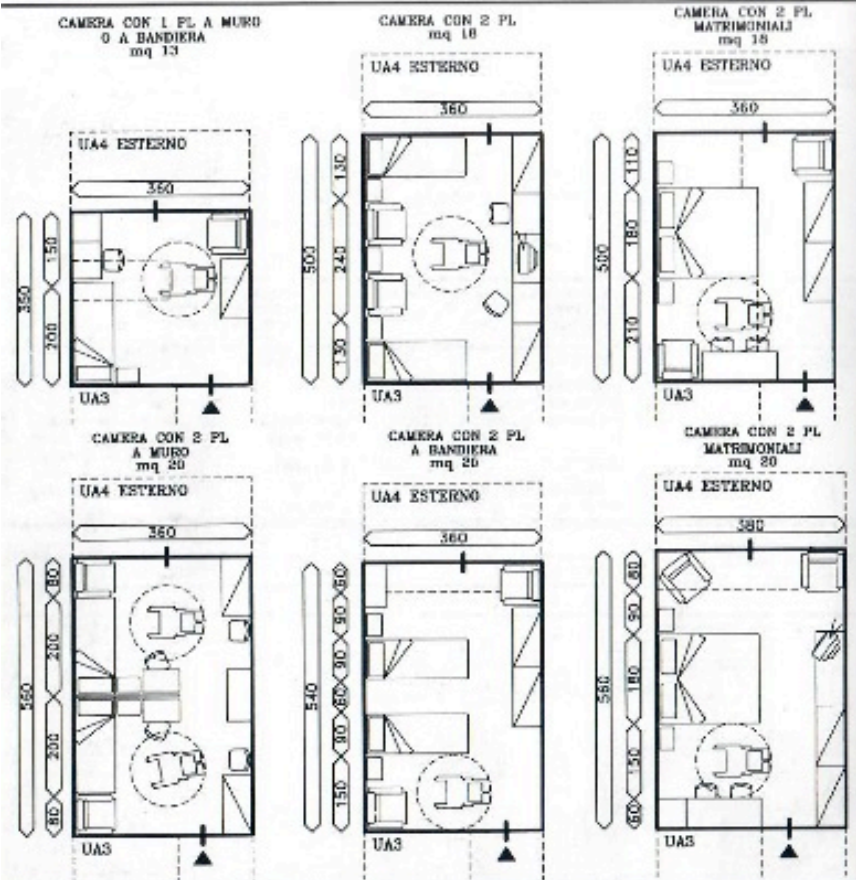 CAMERA CON 1 PL A MURO
O A BANDIERA
mq 13
UA4 ESTERNO
360
350
150
200
UA3
CAMERA CON 2 PL
mq 18
UA4 ESTERNO
360
500
130
240
130
UA3
CAMERA CON 2 PL
MATRIMONIALI
mq 18
UA4 ESTERNO
360
500
110
180
210
UA3
CAMERA CON 2 PL
A MURO
mq 20
UA4 ESTERNO
360
560
80
200
200
80
UA3
CAMERA CON 2 PL
A BANDIERA
mq 20
UA4 ESTERNO
360
540
60
90
90
60
90
150
UA3
CAMERA CON 2 PL
MATRIMONIALI
mq 20
UA4 ESTERNO
380
560
80
90
180
150
60
UA3